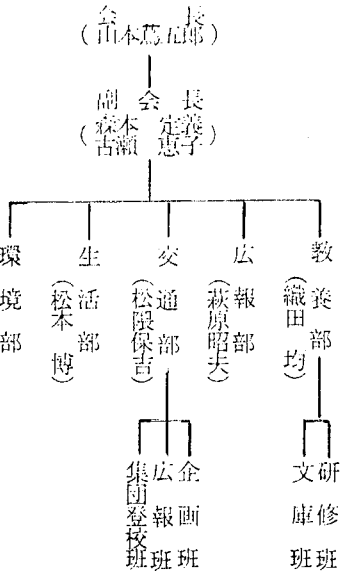 会長
(山本蔦五郎)
副会長
(森本定義
古瀬恵子)
教養部
(織田均)
広報部
(萩原昭夫)
交通部
(松隈保吉)
生活部
(松本博)
環境部
研修班
文庫班
企画班
広報班
集団登校班